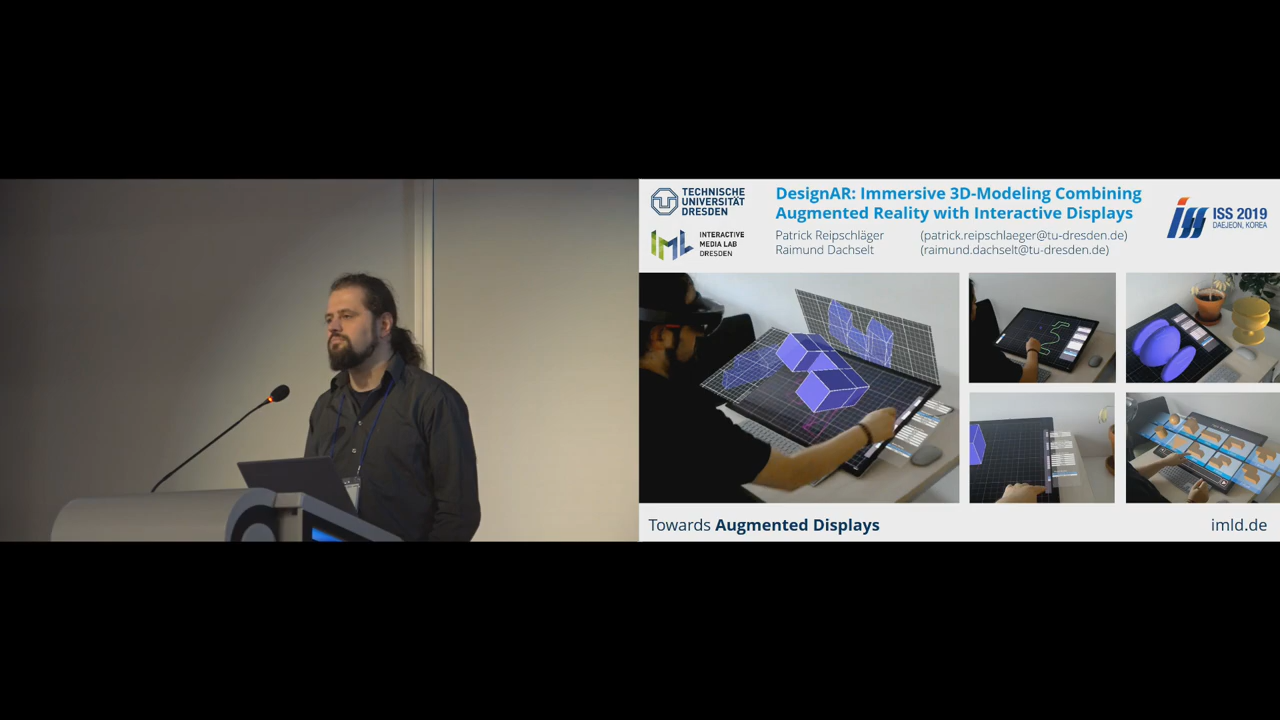 TECHNISCHE
UNIVERSITÄT
DRESDEN
INTERACTIVE
MEDIA LAB
DRESDEN
DesignAR: Immersive 3D-Modeling Combining
Augmented Reality with Interactive Displays
Patrick Reipschläger (patrick.reipschlaeger@tu-dresden.de)
Raimund Dachselt (raimund.dachselt@tu-dresden.de)
iss ISS 2019
DAEJEON, KOREA
Towards Augmented Displays
imld.de